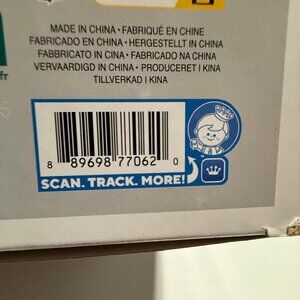 MADE IN CHINA • FABRIQUÉ EN CHINE
FABRICADO EN CHINA • HERGESTELLT IN CHINA
FABBRICATO IN CINA • FABRICADO NA CHINA
VERVAARDIGD IN CHINA • PRODUCERET I KINA
TILLVERKAD I KINA
.fr
8 89698 77062 0
SCAN. TRACK. MORE!